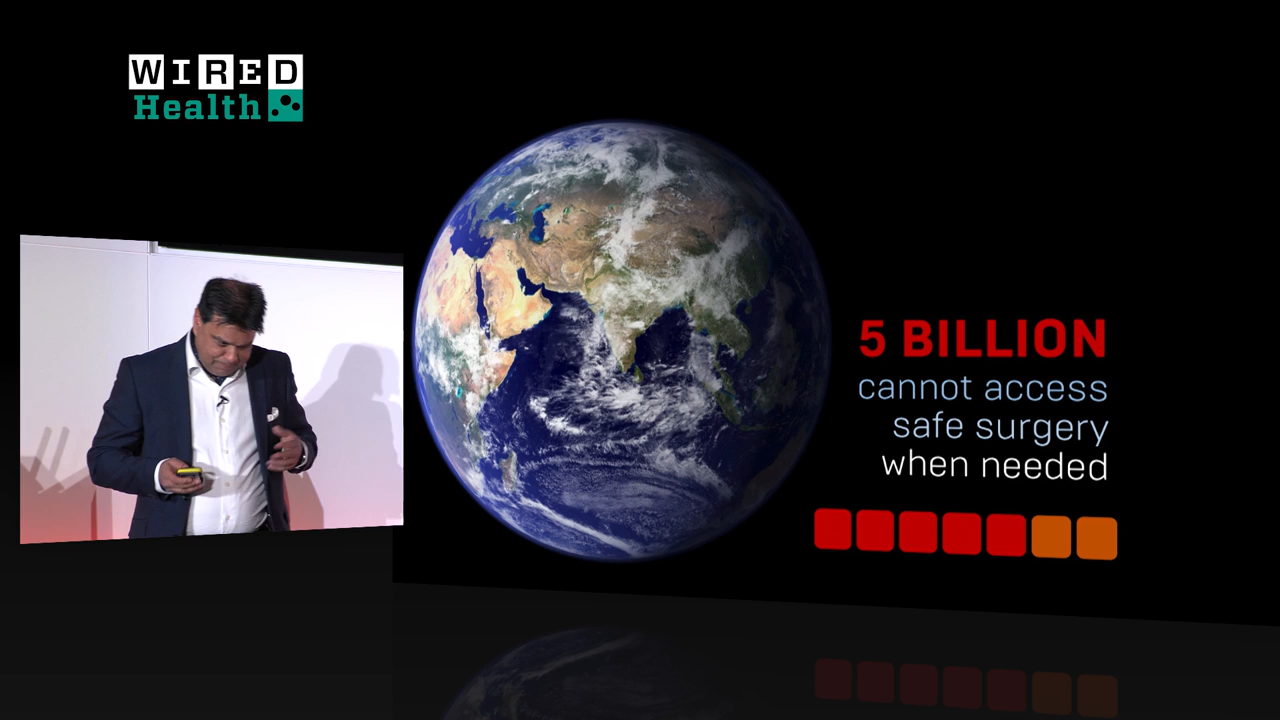 WIRED
Health
5 BILLION
cannot access
safe surgery
when needed